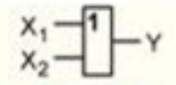 X₁ 1 Y
X₂